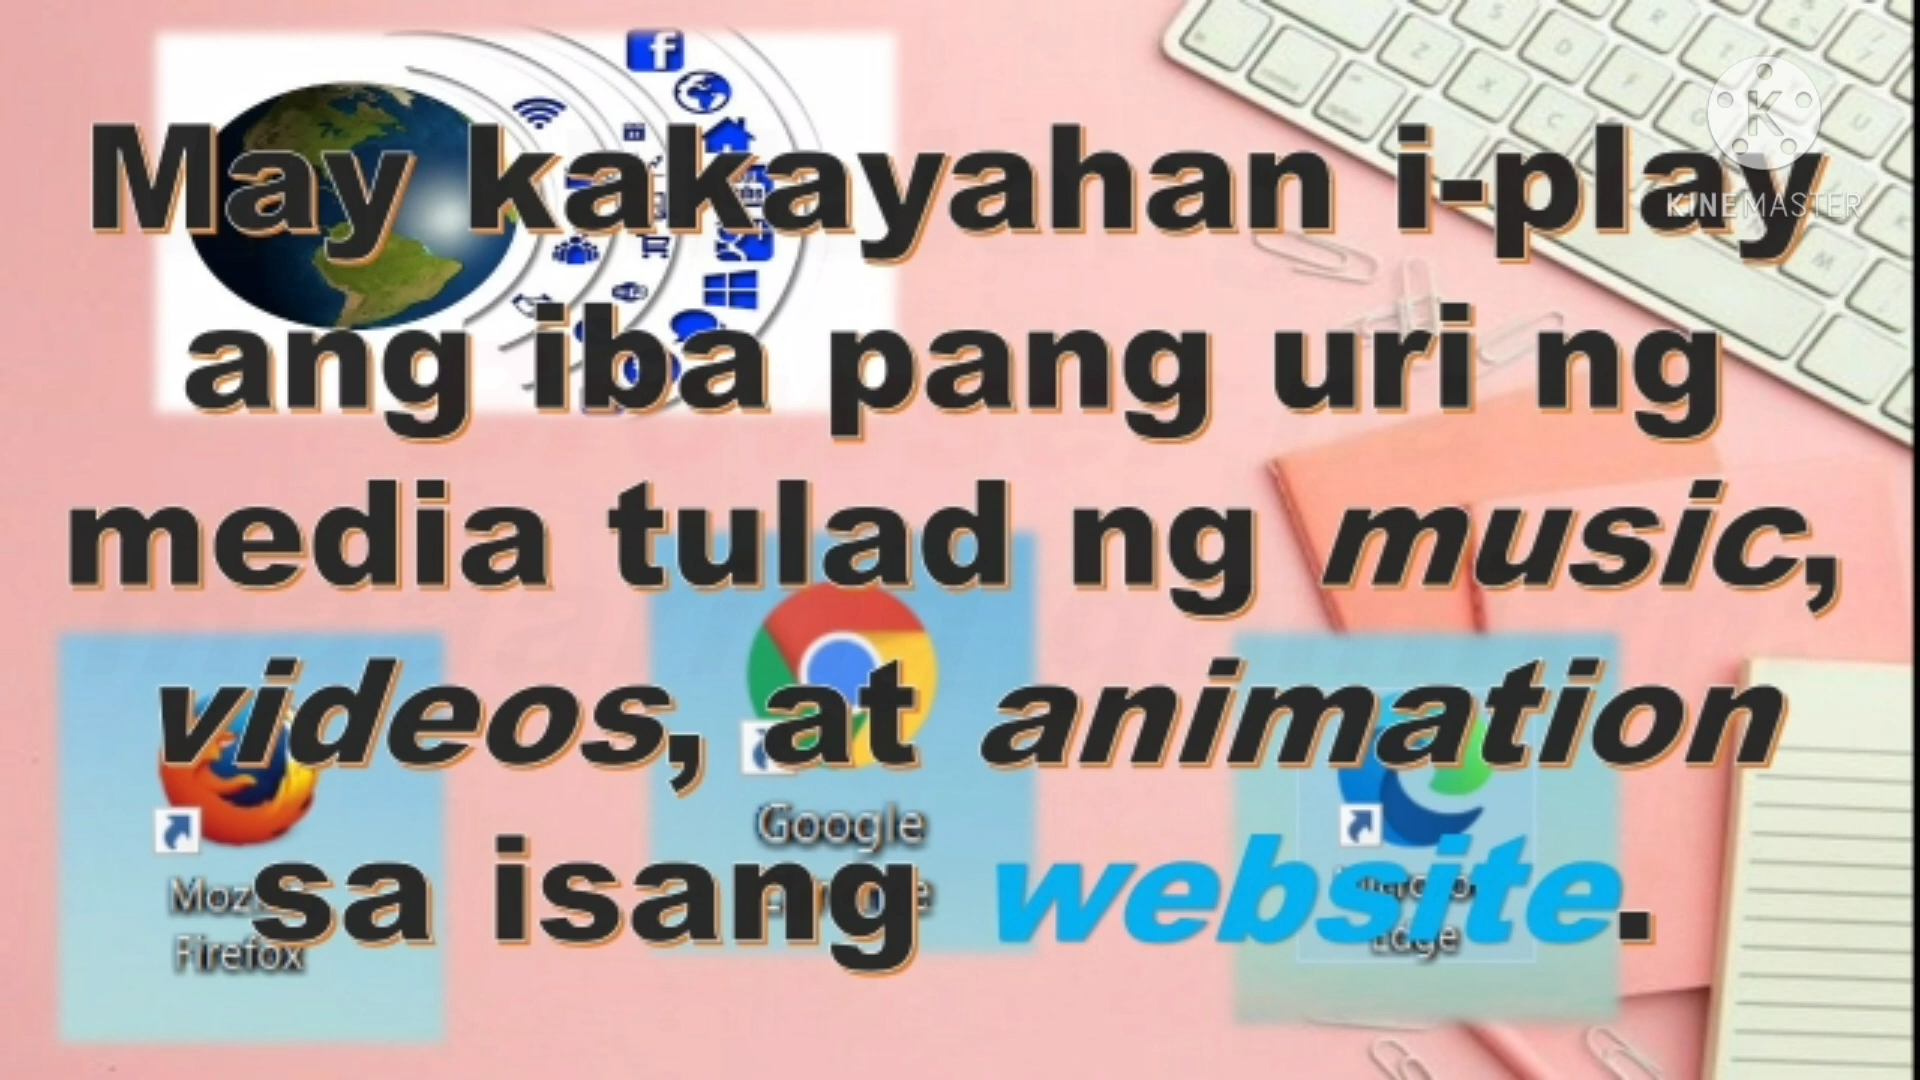 May kakayahan i-play
ang iba pang uri ng
media tulad ng music,
videos, at animation
sa isang website.
KINEMASTER
Google
Firefox
Edge